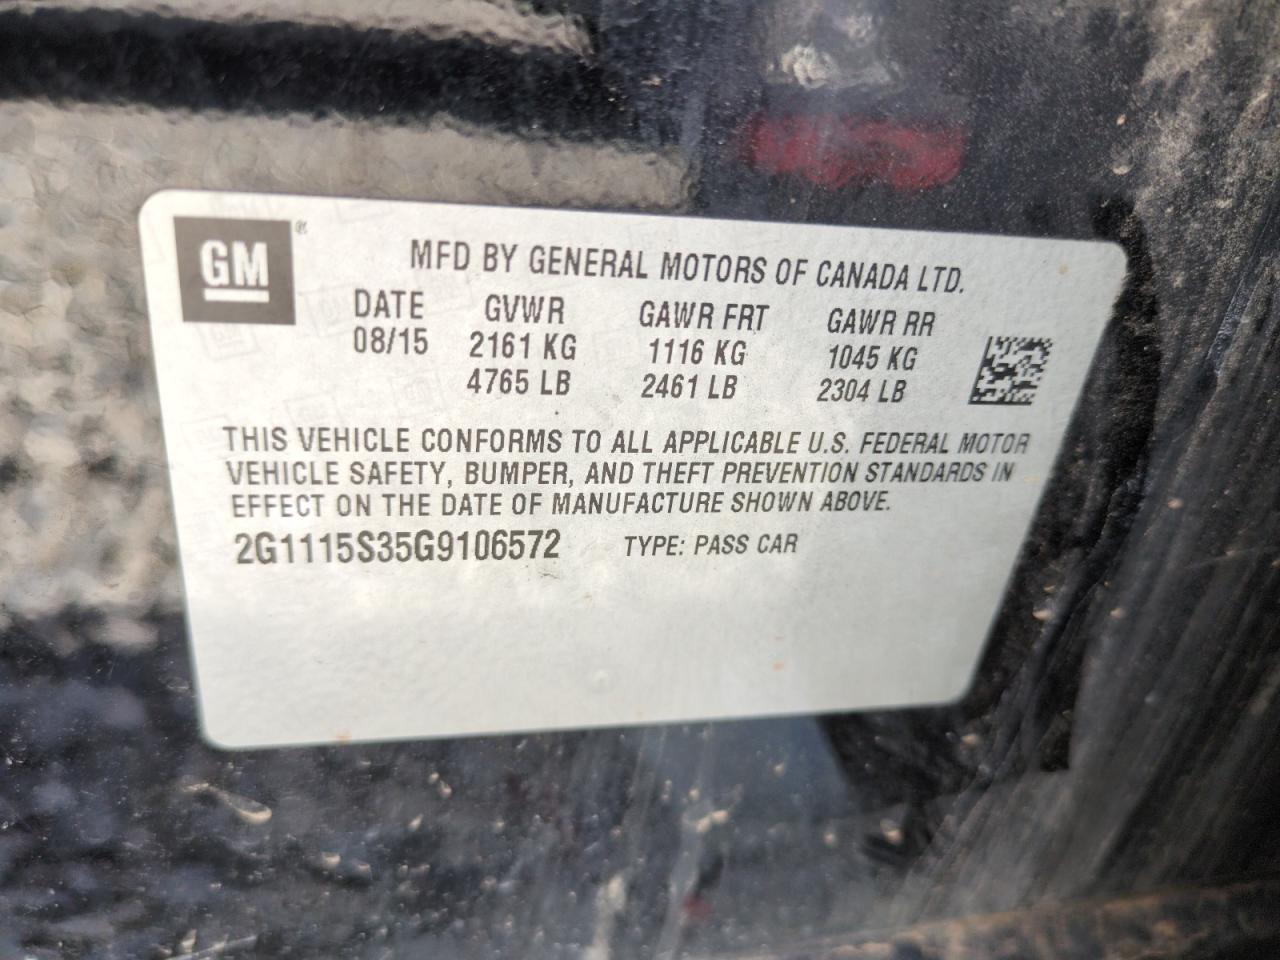 GM ®
MFD BY GENERAL MOTORS OF CANADA LTD.
DATE GVWR GAWR FRT GAWR RR
08/15 2161 KG 1116 KG 1045 KG
4765 LB 2461 LB 2304 LB
THIS VEHICLE CONFORMS TO ALL APPLICABLE U.S. FEDERAL MOTOR
VEHICLE SAFETY, BUMPER, AND THEFT PREVENTION STANDARDS IN
EFFECT ON THE DATE OF MANUFACTURE SHOWN ABOVE.
2G1115S35G9106572 TYPE: PASS CAR